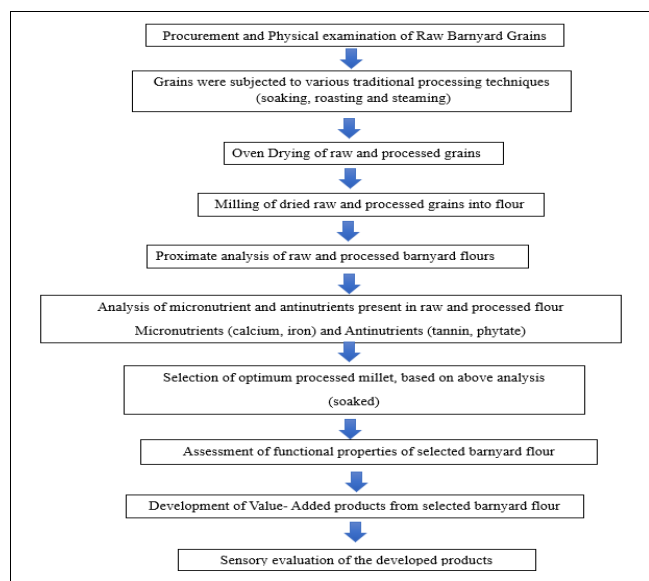 Procurement and Physical examination of Raw Barnyard Grains
Grains were subjected to various traditional processing techniques
(soaking, roasting and steaming)
Oven Drying of raw and processed grains
Milling of dried raw and processed grains into flour
Proximate analysis of raw and processed barnyard flours
Analysis of micronutrient and antinutrients present in raw and processed flour
Micronutrients (calcium, iron) and Antinutrients (tannin, phytate)
Selection of optimum processed millet, based on above analysis
(soaked)
Assessment of functional properties of selected barnyard flour
Development of Value- Added products from selected barnyard flour
Sensory evaluation of the developed products